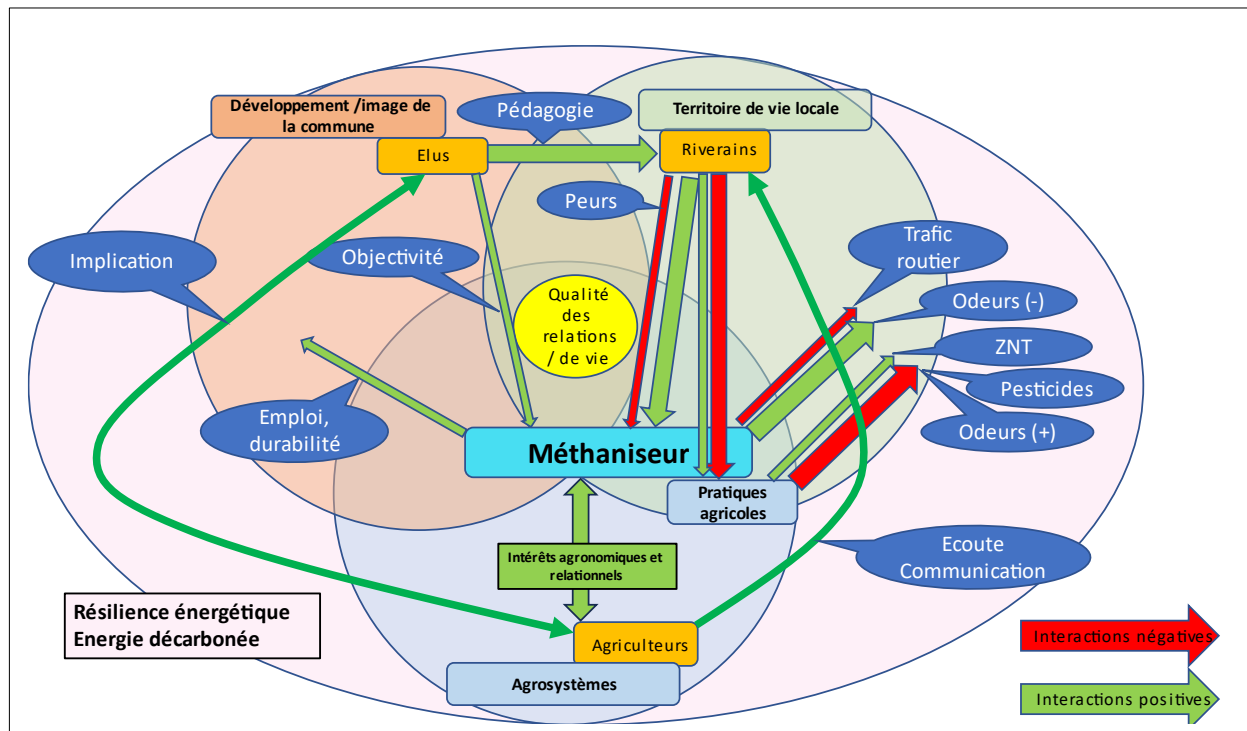 Développement /image de
la commune
Pédagogie
Territoire de vie locale
Elus
Riverains
Peurs
Implication
Objectivité
Trafic
routier
Qualité
des
relations
/ de vie
Odeurs (-)
ZNT
Pesticides
Odeurs (+)
Emploi,
durabilité
Méthaniseur
Pratiques
agricoles
Intérêts agronomiques et
relationnels
Ecoute
Communication
Résilience énergétique
Energie décarbonée
Agriculteurs
Agrosystèmes
Interactions négatives
Interactions positives